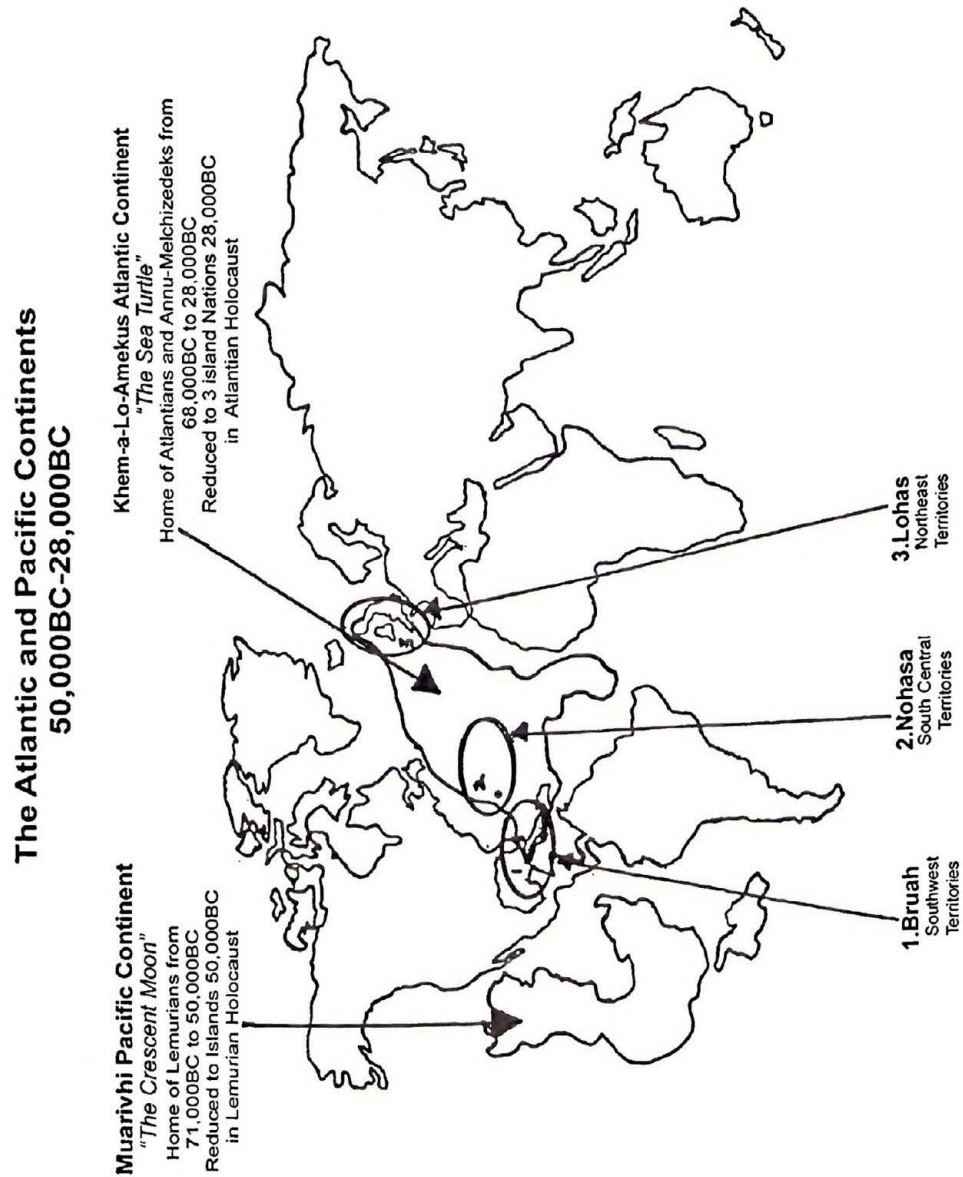 The Atlantic and Pacific Continents
50,000BC-28,000BC
Muarivhi Pacific Continent
"The Crescent Moon"
Home of Lemurians from
71,000BC to 50,000BC
Reduced to Islands 50,000BC
in Lemurian Holocaust
Khem-a-Lo-Amekus Atlantic Continent
"The Sea Turtle"
Home of Atlantians and Annu-Melchizedeks from
68,000BC to 28,000BC
Reduced to 3 island Nations 28,000BC
in Atlantian Holocaust
1
2.
3
1.Bruah
Southwest
Territories
2.Nohasa
South Central
Territories
3.Lohas
Northeast
Territories